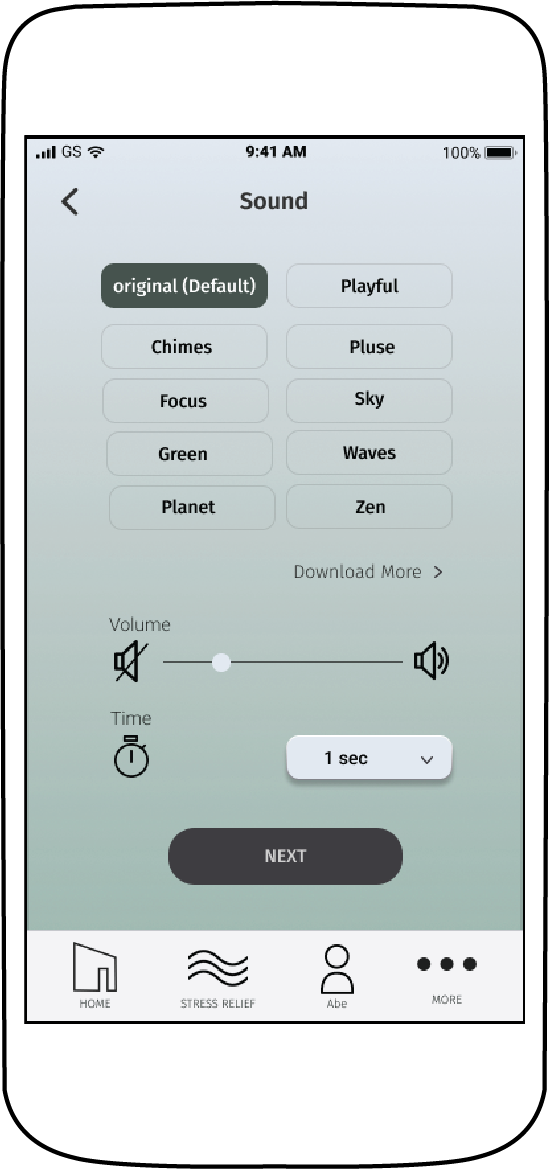 GS 9:41 AM 100%
Sound
original (Default) Playful
Chimes Pluse
Focus Sky
Green Waves
Planet Zen
Download More >
Volume
Time
1 sec
NEXT
HOME STRESS RELIEF Abe MORE